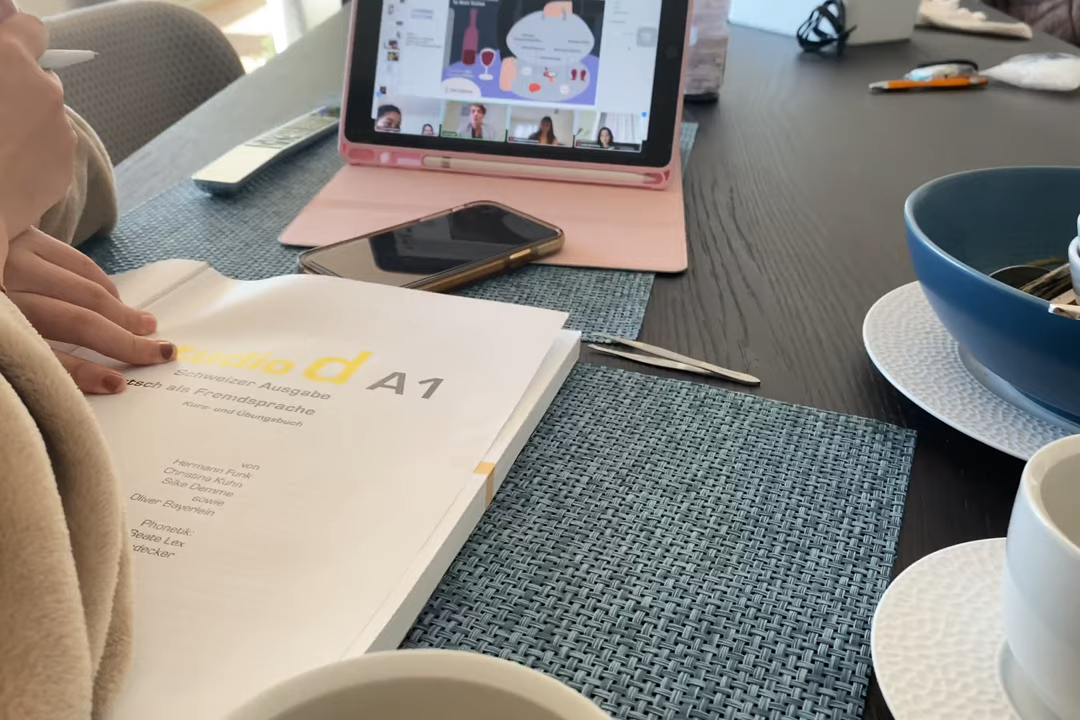 studio d A1
Schweizer Ausgabe
tsch als Fremdsprache
Kurs- und Übungsbuch
von
Hermann Funk
Christina Kuhn
Silke Demme
sowie
Oliver Bayerlein
Phonetik:
Beate Lex
decker